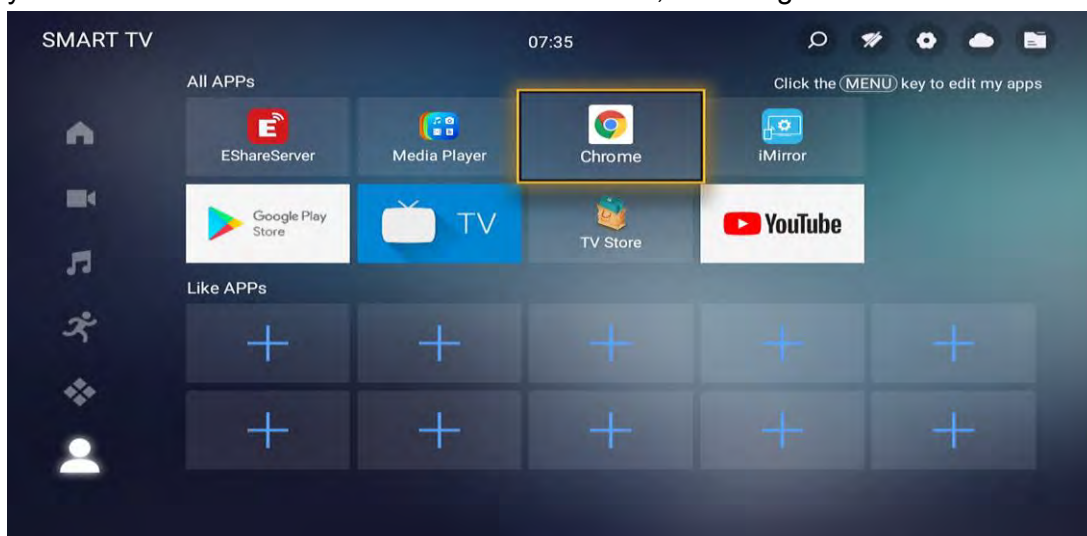 SMART TV
07:35
All APPs
Click the MENU key to edit my apps
EShareServer
Media Player
Chrome
iMirror
Google Play
Store
TV
TV Store
YouTube
Like APPs